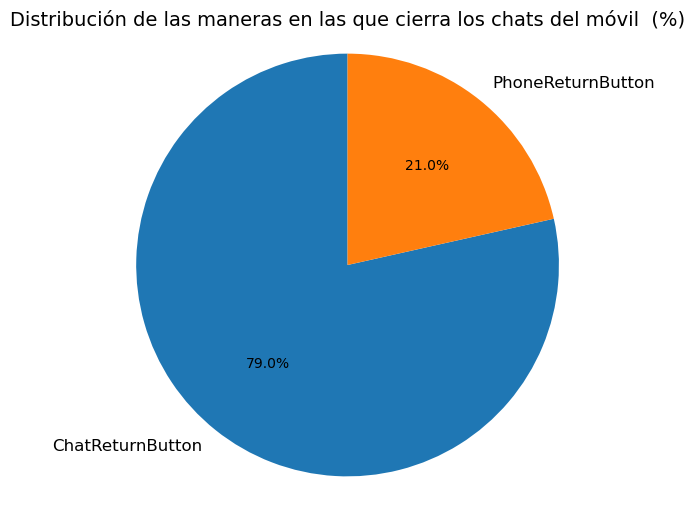 Distribución de las maneras en las que cierra los chats del móvil  (%)
PhoneReturnButton
21.0%
79.0%
ChatReturnButton